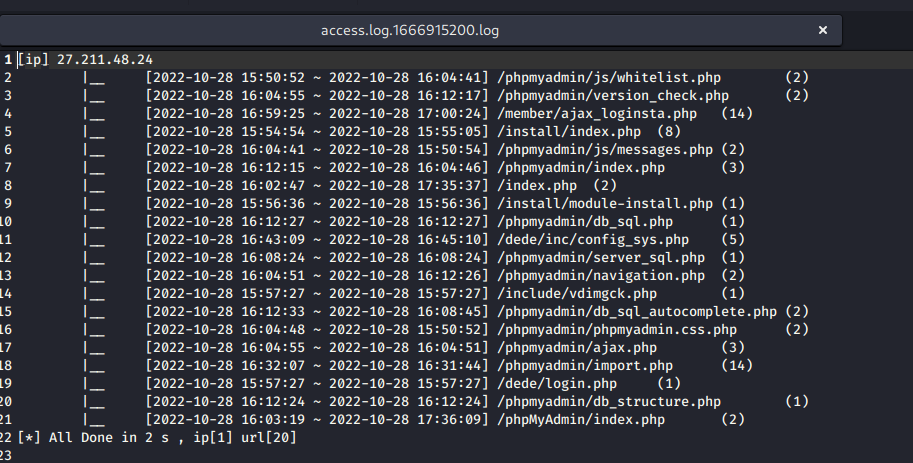 access.log.1666915200.log
×
1 [ip] 27.211.48.24
2 |__ [2022-10-28 15:50:52 ~ 2022-10-28 16:04:41] /phpmyadmin/js/whitelist.php (2)
3 |__ [2022-10-28 16:04:55 ~ 2022-10-28 16:12:17] /phpmyadmin/version_check.php (2)
4 |__ [2022-10-28 16:59:25 ~ 2022-10-28 17:00:24] /member/ajax_loginsta.php (14)
5 |__ [2022-10-28 15:54:54 ~ 2022-10-28 15:55:05] /install/index.php (8)
6 |__ [2022-10-28 16:04:41 ~ 2022-10-28 15:50:54] /phpmyadmin/js/messages.php (2)
7 |__ [2022-10-28 16:12:15 ~ 2022-10-28 16:04:46] /phpmyadmin/index.php (3)
8 |__ [2022-10-28 16:02:47 ~ 2022-10-28 17:35:37] /index.php (2)
9 |__ [2022-10-28 15:56:36 ~ 2022-10-28 15:56:36] /install/module-install.php (1)
10 |__ [2022-10-28 16:12:27 ~ 2022-10-28 16:12:27] /phpmyadmin/db_sql.php (1)
11 |__ [2022-10-28 16:43:09 ~ 2022-10-28 16:45:10] /dede/inc/config_sys.php (5)
12 |__ [2022-10-28 16:08:24 ~ 2022-10-28 16:08:24] /phpmyadmin/server_sql.php (1)
13 |__ [2022-10-28 16:04:51 ~ 2022-10-28 16:12:26] /phpmyadmin/navigation.php (2)
14 |__ [2022-10-28 15:57:27 ~ 2022-10-28 15:57:27] /include/vdimgck.php (1)
15 |__ [2022-10-28 16:12:33 ~ 2022-10-28 16:08:45] /phpmyadmin/db_sql_autocomplete.php (2)
16 |__ [2022-10-28 16:04:48 ~ 2022-10-28 15:50:52] /phpmyadmin/phpmyadmin.css.php (2)
17 |__ [2022-10-28 16:04:55 ~ 2022-10-28 16:04:51] /phpmyadmin/ajax.php (3)
18 |__ [2022-10-28 16:32:07 ~ 2022-10-28 16:31:44] /phpmyadmin/import.php (14)
19 |__ [2022-10-28 15:57:27 ~ 2022-10-28 15:57:27] /dede/login.php (1)
20 |__ [2022-10-28 16:12:24 ~ 2022-10-28 16:12:24] /phpmyadmin/db_structure.php (1)
21 |__ [2022-10-28 16:03:19 ~ 2022-10-28 17:36:09] /phpMyAdmin/index.php (2)
22 [*] All Done in 2 s , ip[1] url[20]
23